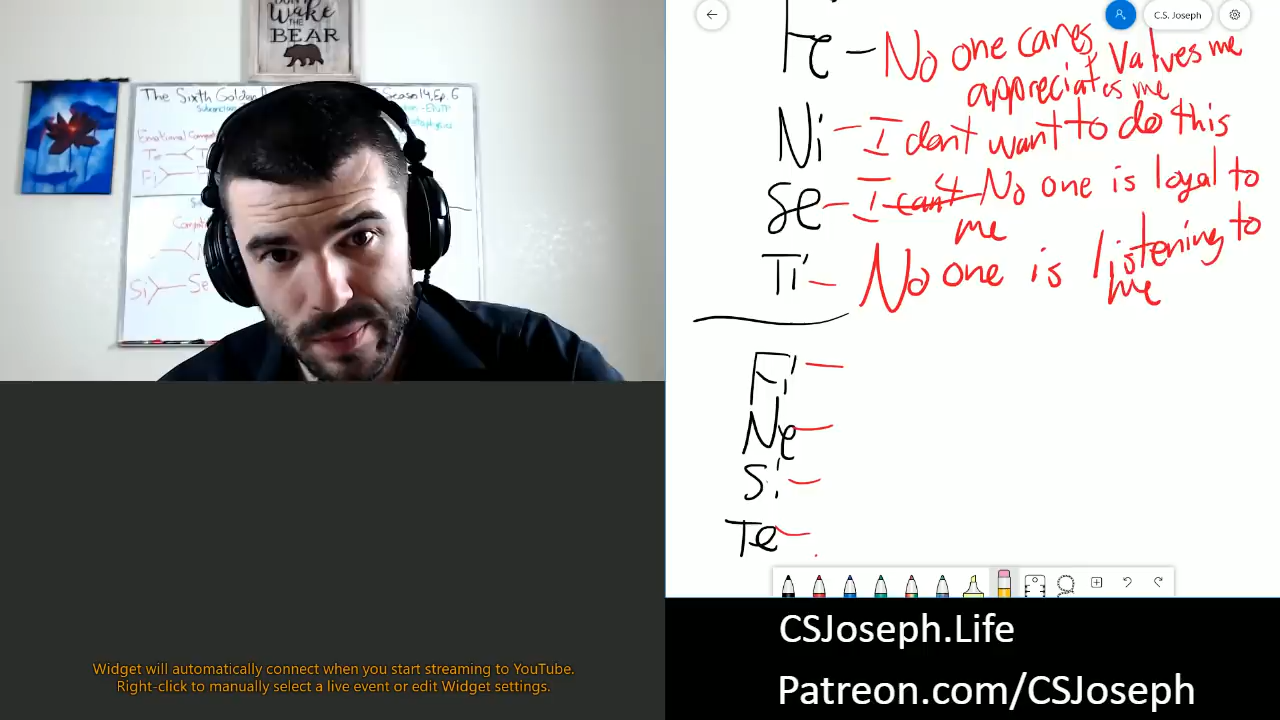 Wake
THE
BEAR
The Sixth Golden
Season 14, Ep. 6
Te
Fi
Si
Se
C.S. Joseph
Fe – No one cares, values me
appreciates me
Ni – I dont want to do this
Se – I can't No one is loyal to
me
Ti – No one is listening to
me
Fi –
Ne –
Si –
Te –
CSJoseph.Life
Patreon.com/CSJoseph
Widget will automatically connect when you start streaming to YouTube.
Right-click to manually select a live event or edit Widget settings.